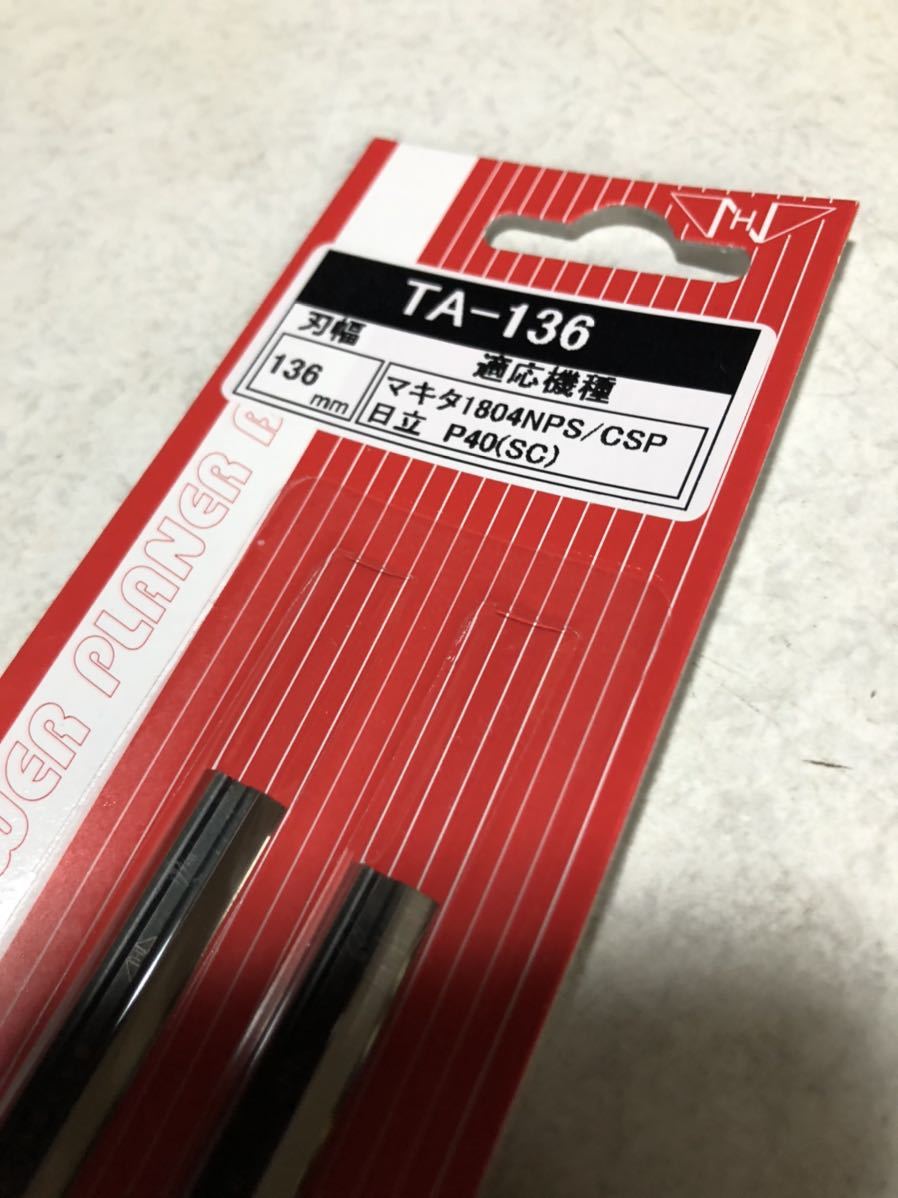 TA-136
刃幅
適応機種
136
mm
マキタ1804NPS/CSP
日立 P40(SC)
WER PLANER